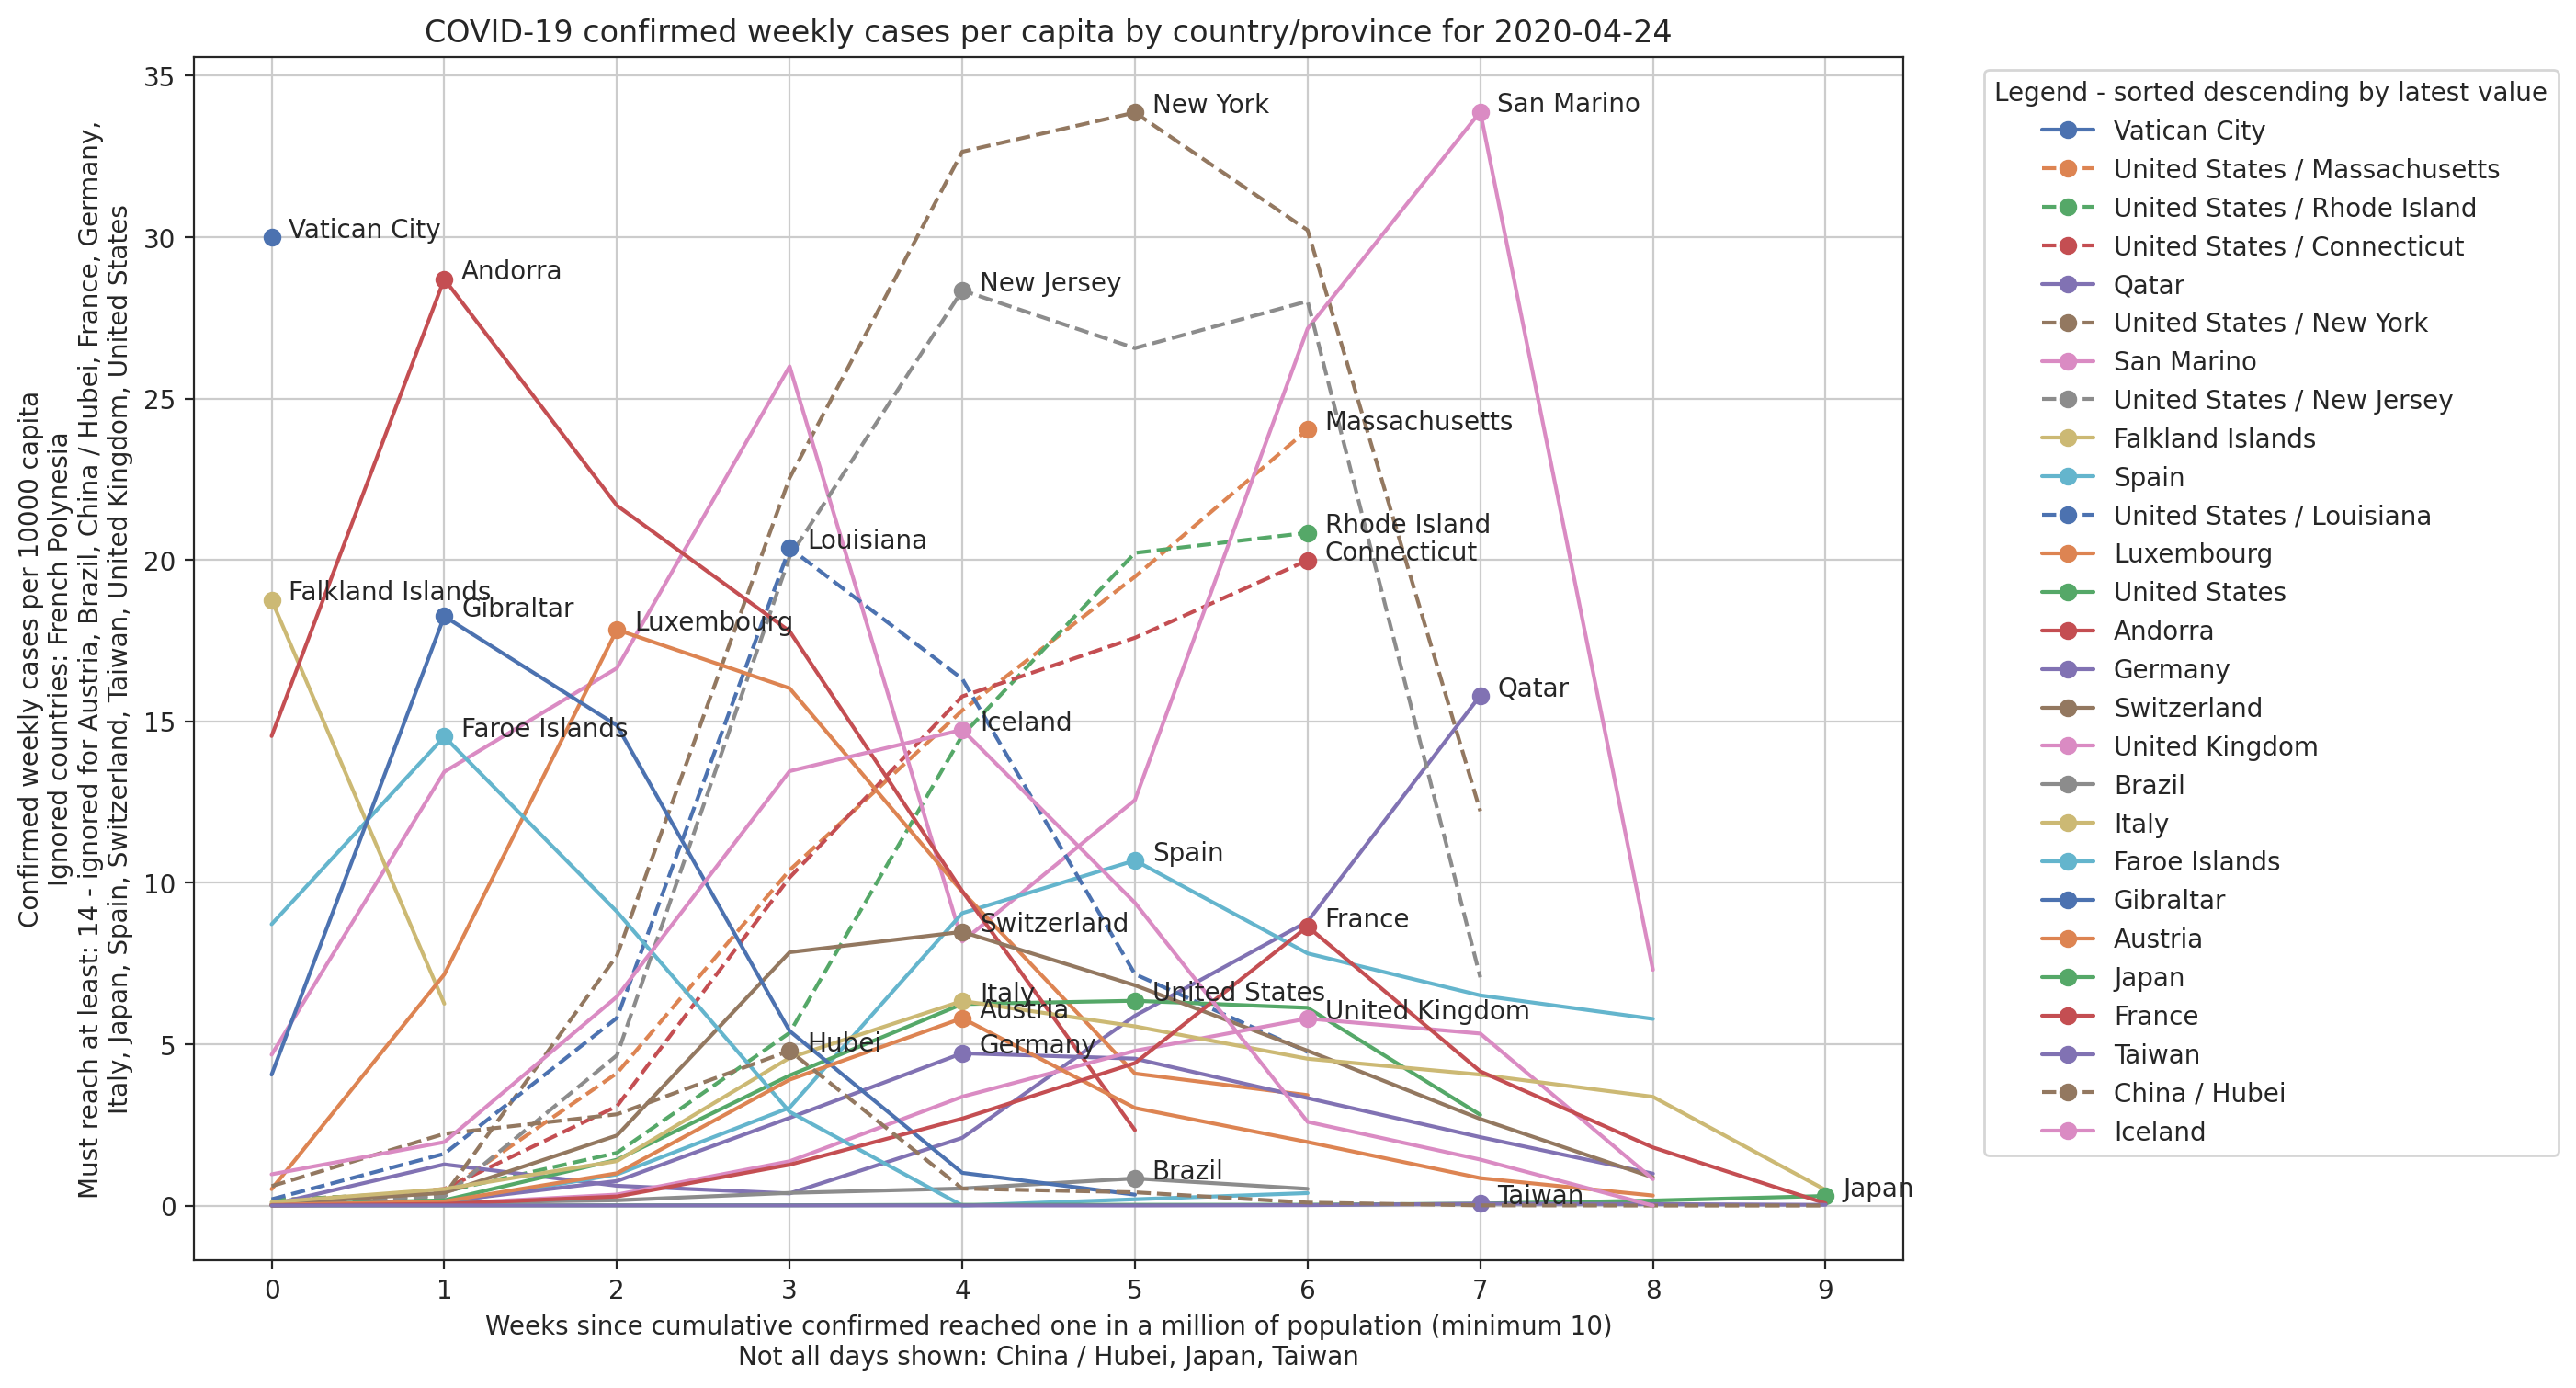 COVID-19 confirmed weekly cases per capita by country/province for 2020-04-24
Confirmed weekly cases per 10000 capita
Ignored countries: French Polynesia
Must reach at least: 14 - ignored for Austria, Brazil, China / Hubei, France, Germany,
Italy, Japan, Spain, Switzerland, Taiwan, United Kingdom, United States
35
30
25
20
15
10
5
0
New York
San Marino
Vatican City
Andorra
New Jersey
Massachusetts
Rhode Island
Louisiana
Connecticut
Falkland Islands
Gibraltar
Luxembourg
Qatar
Faroe Islands
Iceland
Spain
Switzerland
France
Italy
United States
Austria
United Kingdom
Hubei
Germany
Brazil
Taiwan
Japan
0 1 2 3 4 5 6 7 8 9
Weeks since cumulative confirmed reached one in a million of population (minimum 10)
Not all days shown: China / Hubei, Japan, Taiwan
Legend - sorted descending by latest value
Vatican City
United States / Massachusetts
United States / Rhode Island
United States / Connecticut
Qatar
United States / New York
San Marino
United States / New Jersey
Falkland Islands
Spain
United States / Louisiana
Luxembourg
United States
Andorra
Germany
Switzerland
United Kingdom
Brazil
Italy
Faroe Islands
Gibraltar
Austria
Japan
France
Taiwan
China / Hubei
Iceland